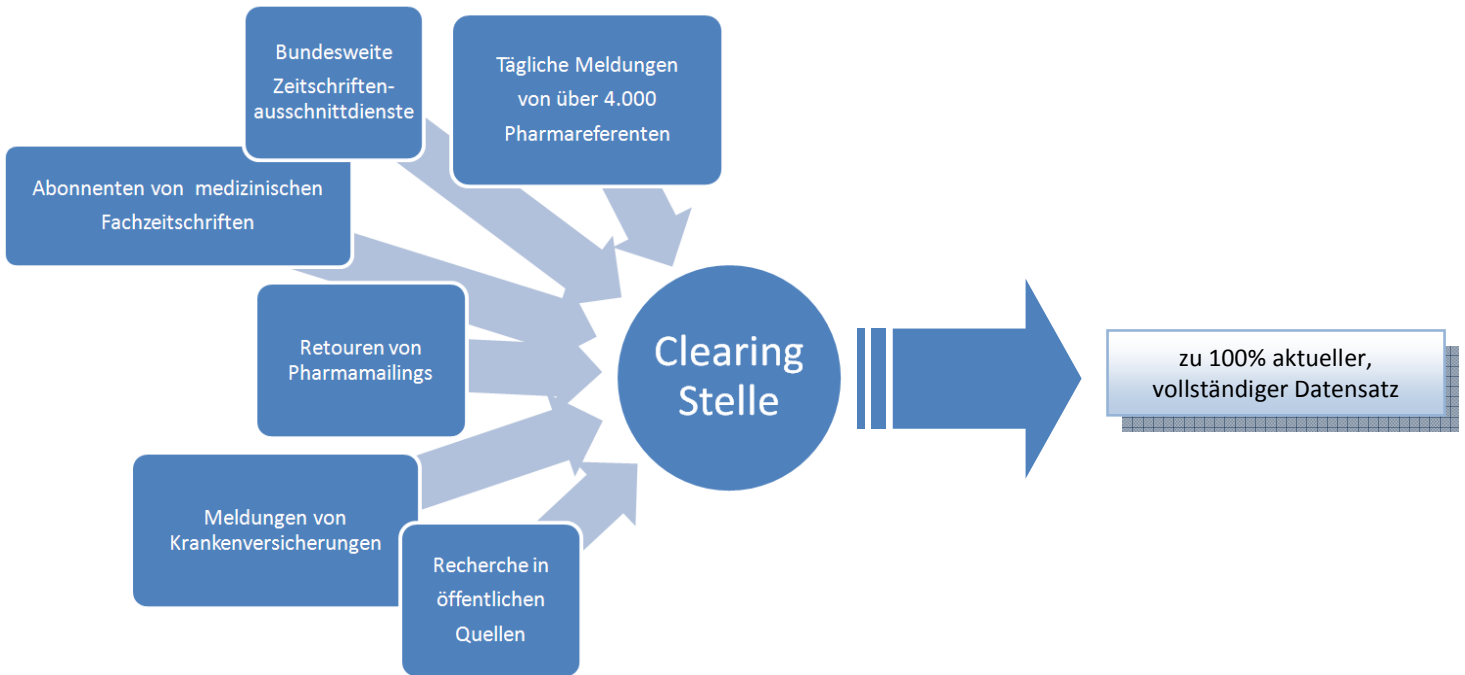 Bundesweite
Zeitschriften-
ausschnittdienste
Tägliche Meldungen
von über 4.000
Pharmareferenten
Abonnenten von medizinischen
Fachzeitschriften
Retouren von
Pharmamailings
Meldungen von
Krankenversicherungen
Recherche in
öffentlichen
Quellen
Clearing
Stelle
zu 100% aktueller,
vollständiger Datensatz